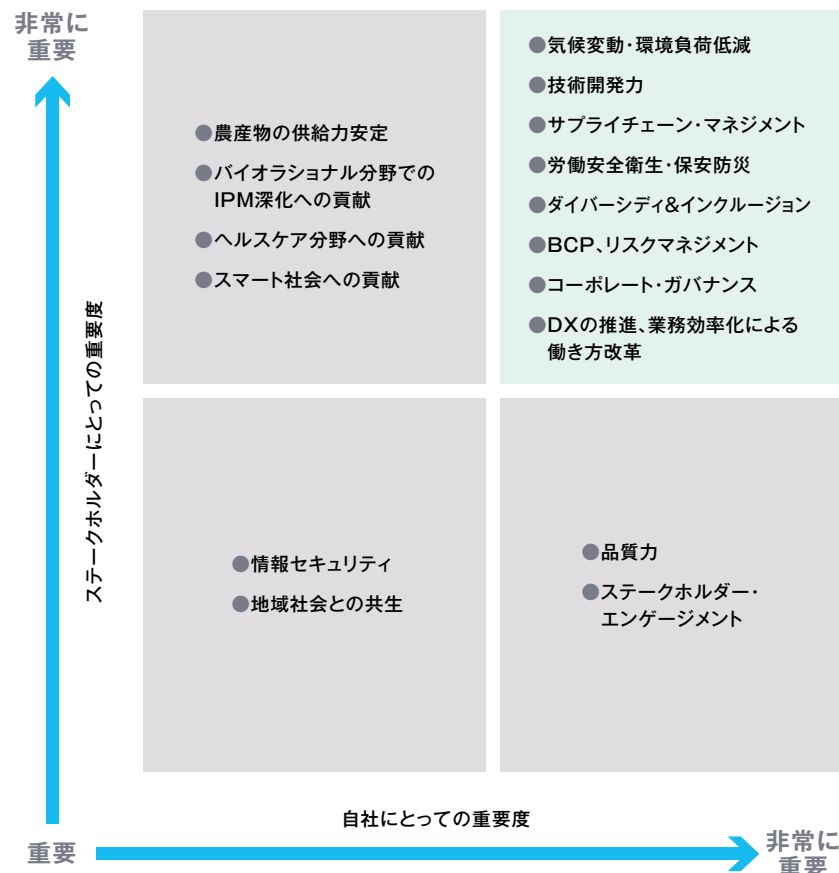 非常に
重要
●農産物の供給力安定
●バイオラショナル分野での
IPM深化への貢献
●ヘルスケア分野への貢献
●スマート社会への貢献
●気候変動・環境負荷低減
●技術開発力
●サプライチェーン・マネジメント
●労働安全衛生・保安防災
●ダイバーシティ&インクルージョン
●BCP、リスクマネジメント
●コーポレート・ガバナンス
●DXの推進、業務効率化による
働き方改革
ステークホルダーにとっての重要度
●情報セキュリティ
●地域社会との共生
●品質力
●ステークホルダー・
エンゲージメント
自社にとっての重要度
重要
非常に
重要